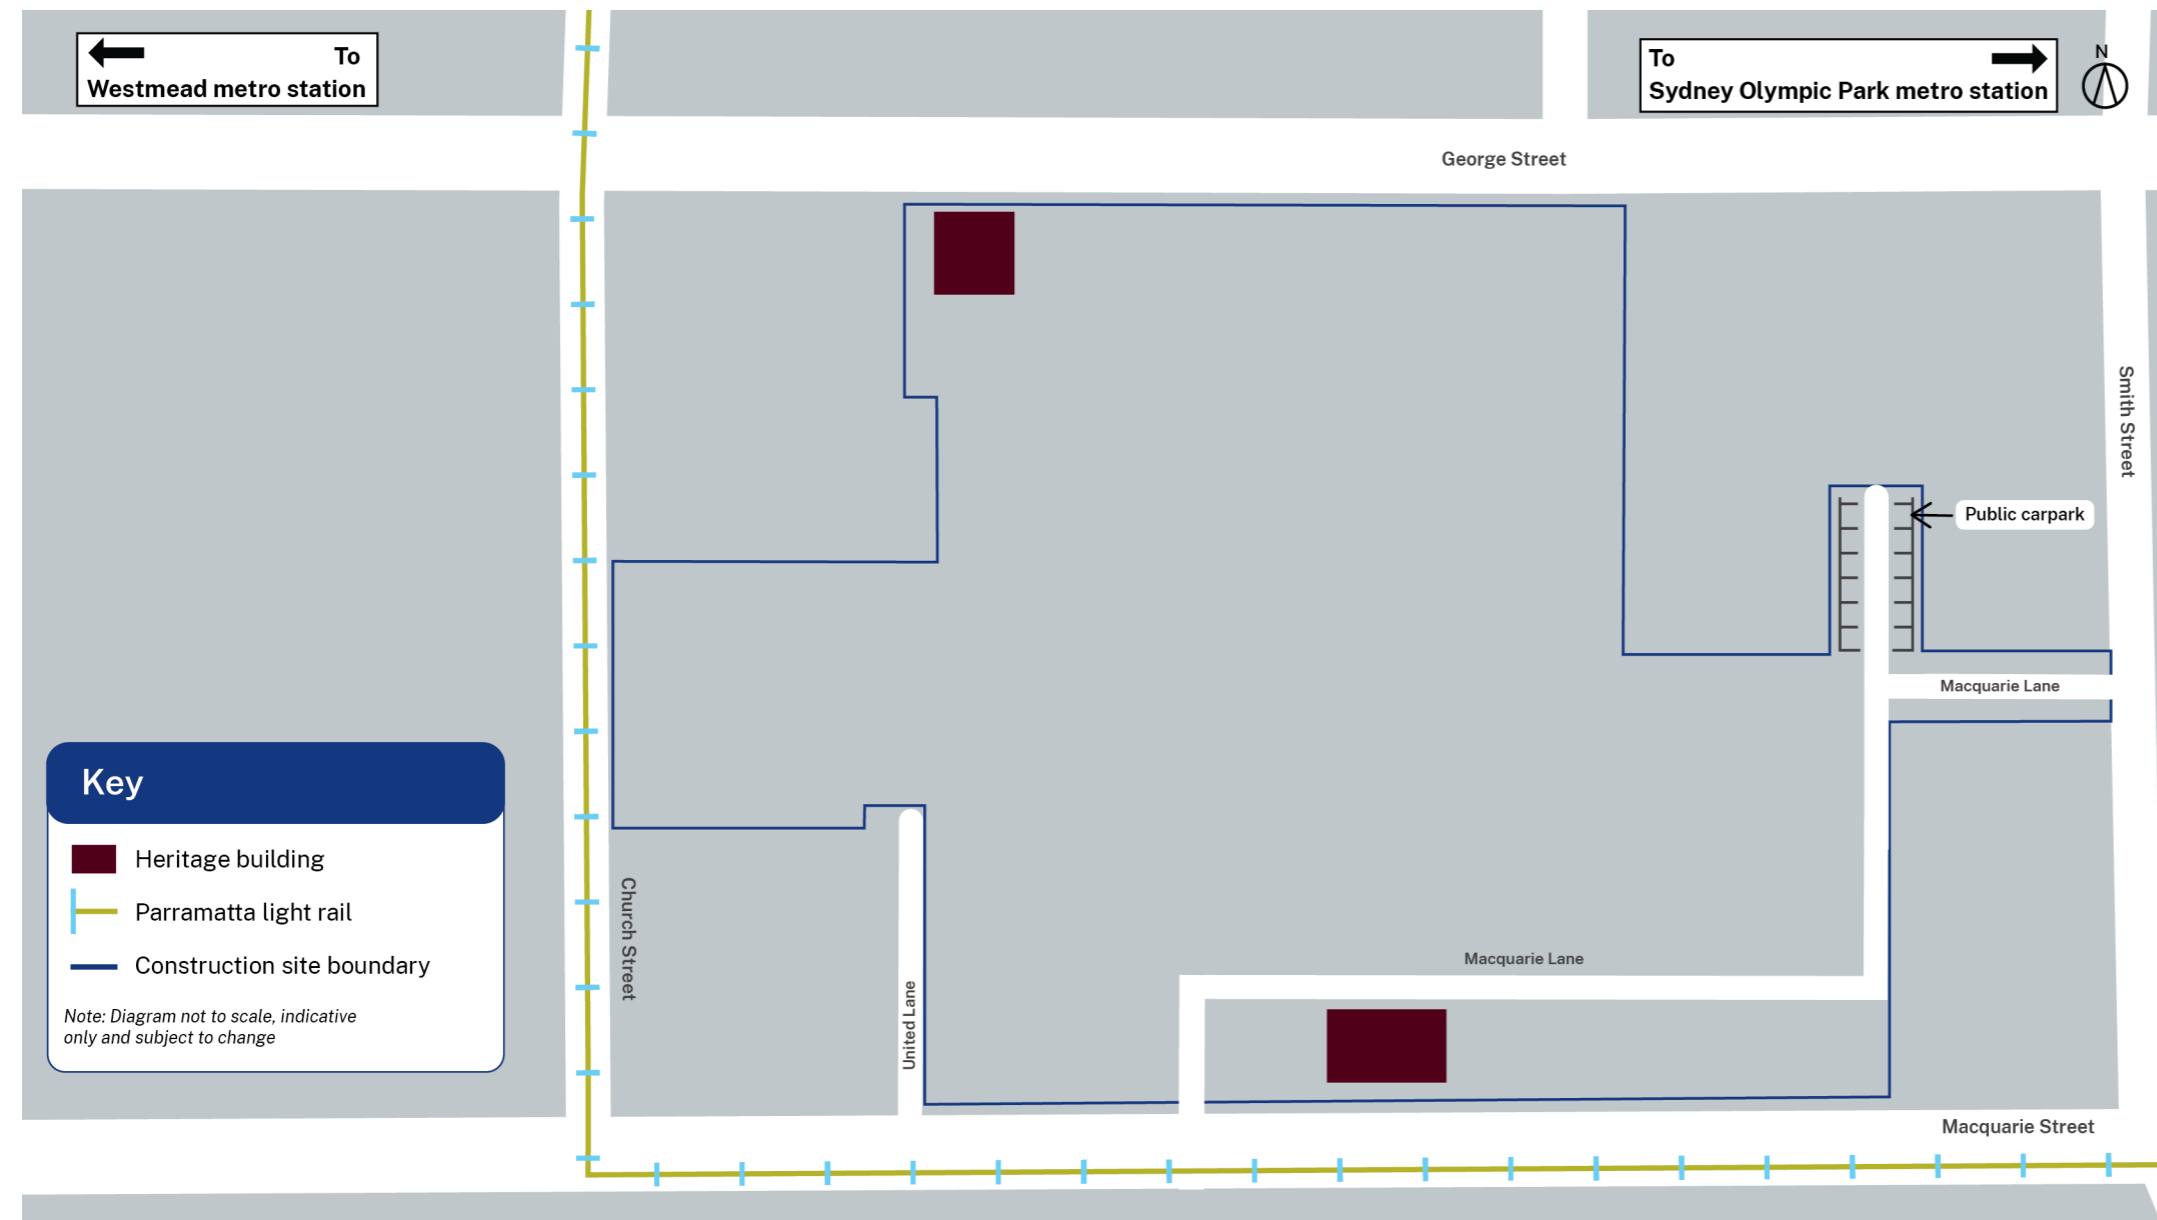 To
Westmead metro station
To
Sydney Olympic Park metro station
N
George Street
Smith Street
Public carpark
Macquarie Lane
Key
Heritage building
Parramatta light rail
Construction site boundary
Note: Diagram not to scale, indicative
only and subject to change
Church Street
United Lane
Macquarie Lane
Macquarie Street